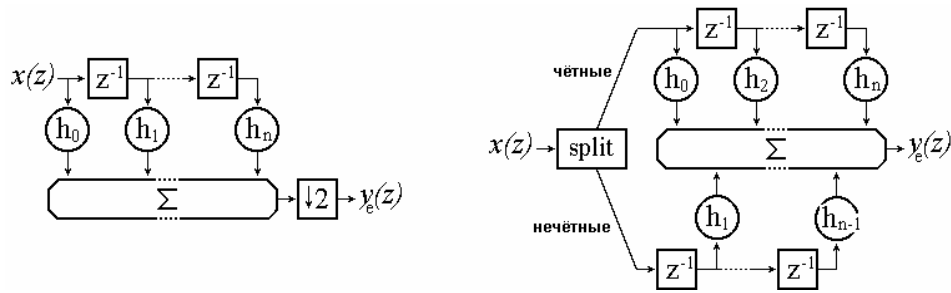 x(z) z⁻¹ z⁻¹
h₀ h₁ hₙ
Σ ↓2 yₑ(z)
z⁻¹ z⁻¹
чётные h₀ h₂ hₙ
x(z) split Σ yₑ(z)
нечётные h₁ hₙ₋₁
z⁻¹ z⁻¹